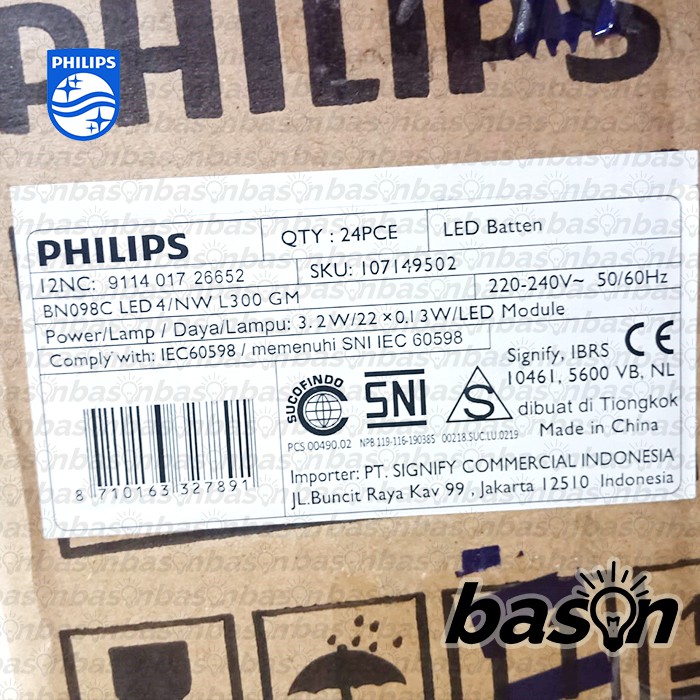 PHILIPS
PHILIPS
PHILIPS
QTY : 24PCE
LED Batten
12NC: 9114 017 26652
SKU: 107149502
BN098C LED 4/NW L300 GM
220-240V~ 50/60Hz
Power/Lamp / Daya/Lampu: 3.2W/22x0.13W/LED Module
Comply with: IEC60598 / memenuhi SNI IEC 60598
Signify, IBRS
10461, 5600 VB, NL
CE
SUCOFINDO
PCS 00490.02
SNI
NPB 119-116-190385
S
00218.SUC.LU.0219
dibuat di Tiongkok
Made in China
8 710163 327891
Importer: PT. SIGNIFY COMMERCIAL INDONESIA
JL.Buncit Raya Kav 99 , Jakarta 12510 Indonesia
bason